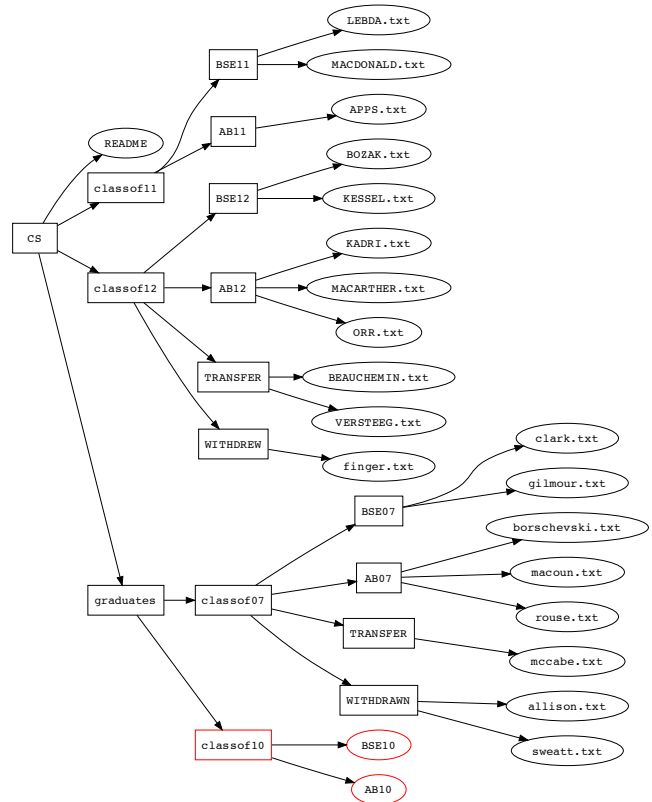 LEBDA.txt
BSE11
MACDONALD.txt
APPS.txt
AB11
README
BOZAK.txt
classof11
BSE12
KESSEL.txt
CS
KADRI.txt
classof12
AB12
MACARTHER.txt
ORR.txt
TRANSFER
BEAUCHEMIN.txt
VERSTEEG.txt
WITHDREW
finger.txt
clark.txt
gilmour.txt
BSE07
borschevski.txt
macoun.txt
AB07
graduates
classof07
rouse.txt
TRANSFER
mccabe.txt
WITHDRAWN
allison.txt
classof10
BSE10
sweatt.txt
AB10